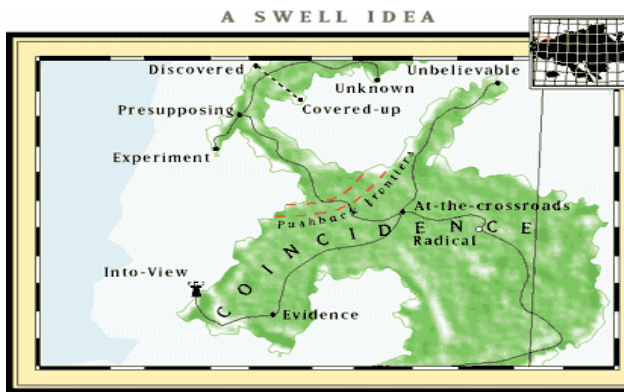 A SWELL IDEA
Discovered
Unknown
Unbelievable
Covered-up
Presupposing
Experiment
Pushback frontiers
At-the-crossroads
Radical
COINCIDENCE
Into-View
Evidence